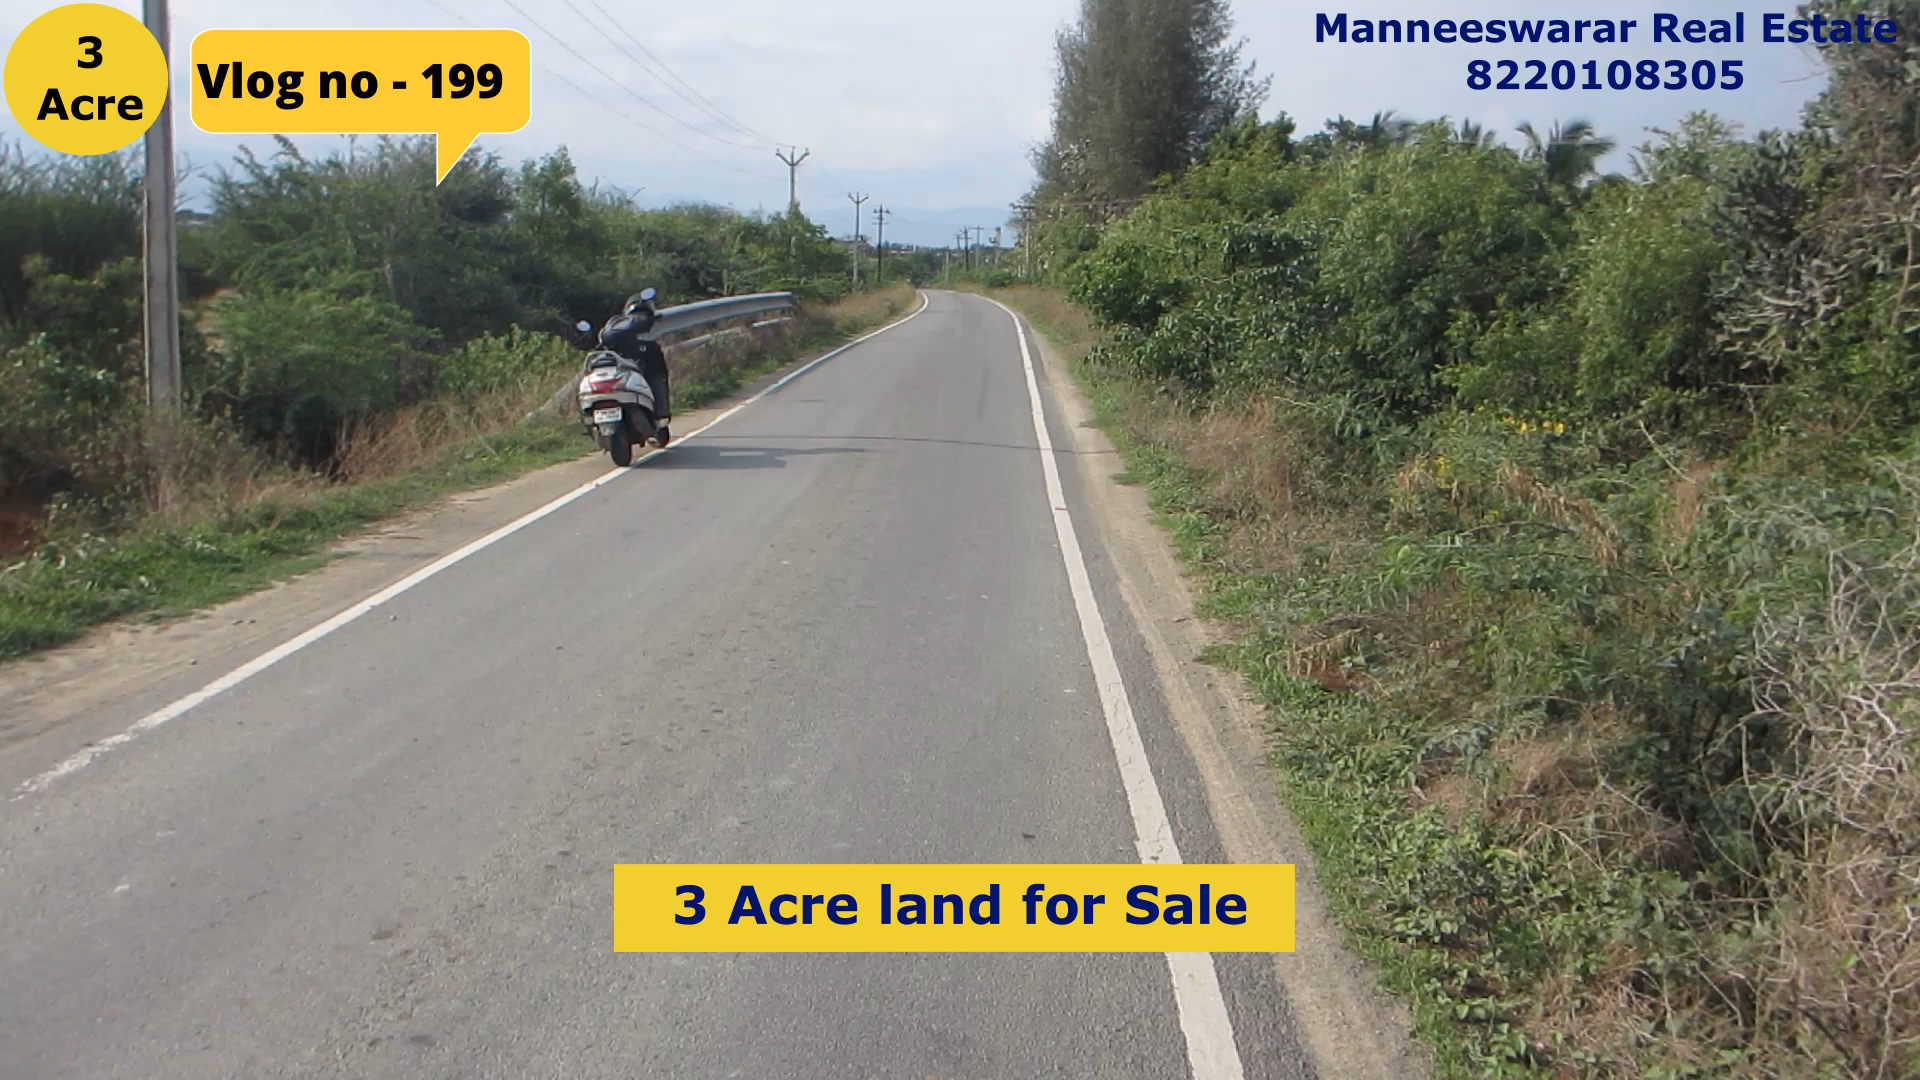 3
Acre
Vlog no - 199
Manneeswarar Real Estate
8220108305
3 Acre land for Sale